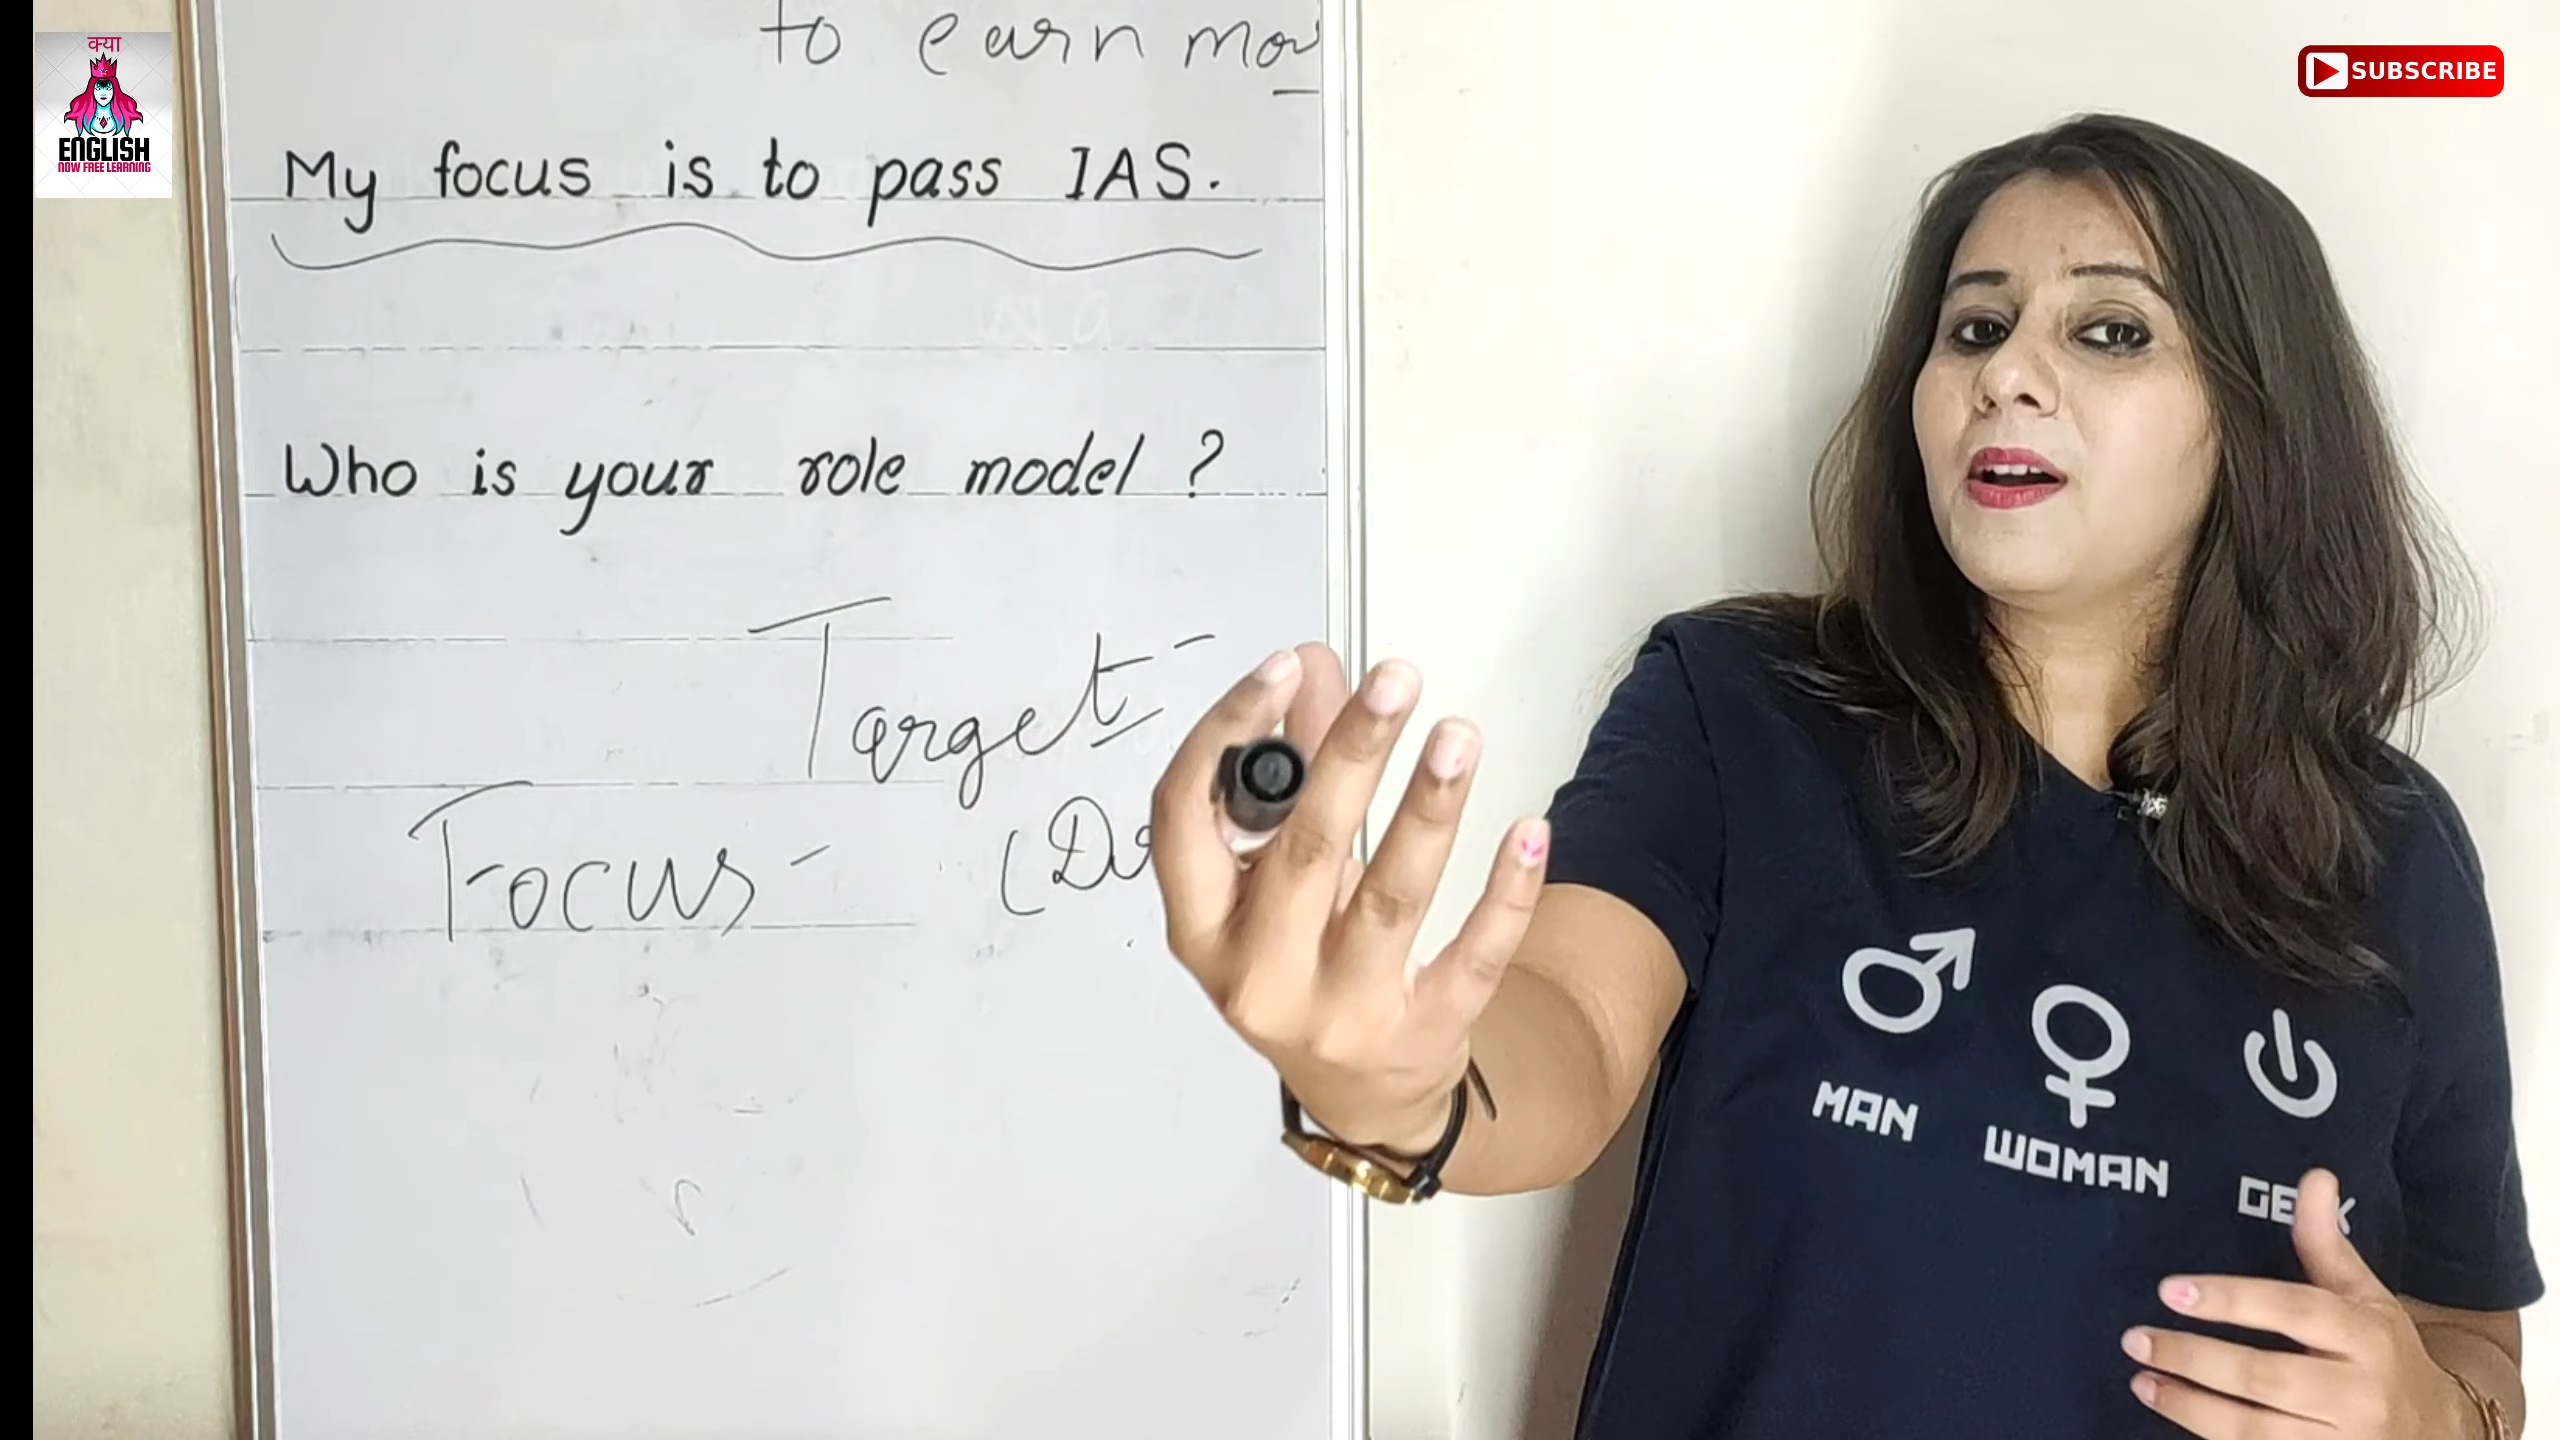 क्या
ENGLISH
NOW FREE LEARNING
SUBSCRIBE
to earn
My focus is to pass IAS.
Who is your role model ?
Target-
Focus-
MAN
WOMAN